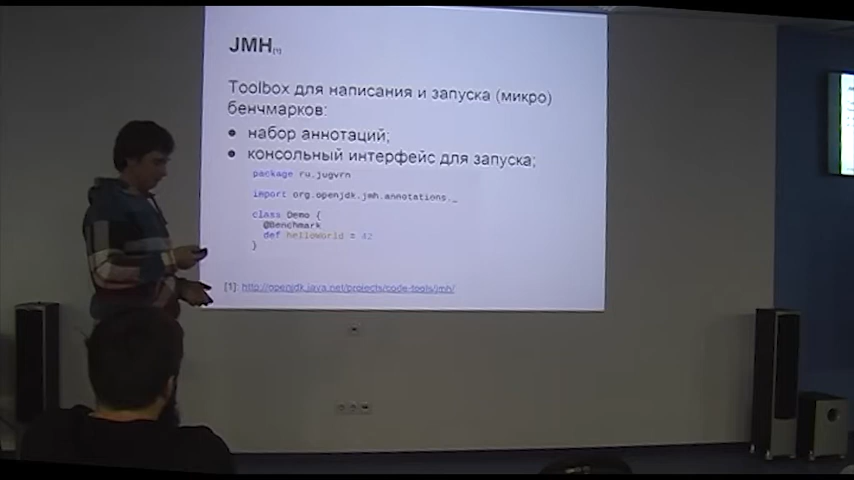 JMH[1]
Toolbox для написания и запуска (микро)
бенчмарков:
● набор аннотаций;
● консольный интерфейс для запуска;
package ru.jugvrn
import org.openjdk.jmh.annotations._
class Demo {
@Benchmark
def helloWorld = 42
}
[1]: http://openjdk.java.net/projects/code-tools/jmh/